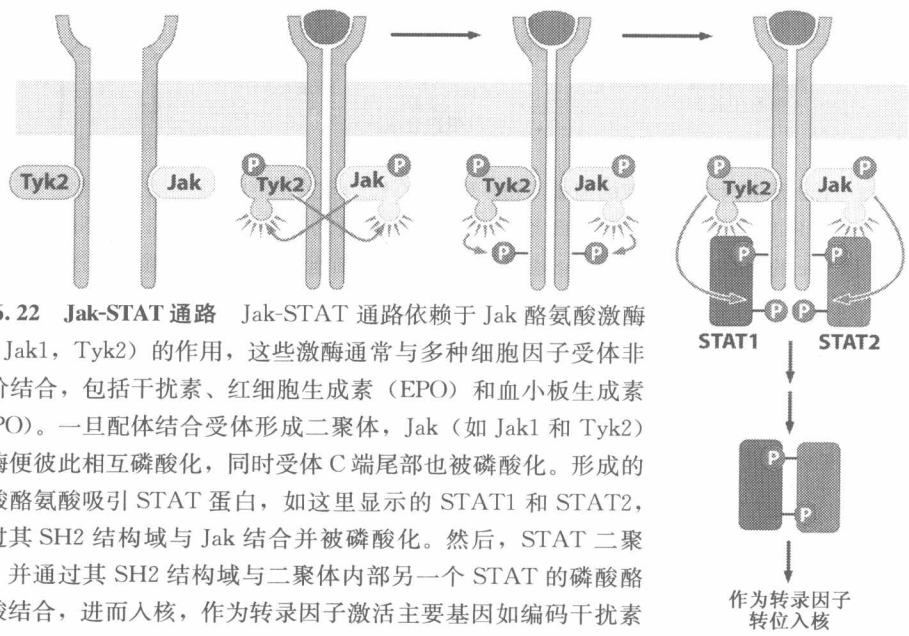 Tyk2 Jak
P Tyk2 Jak P
P Tyk2 Jak P
P P
P Tyk2 Jak P
P P
P P
STAT1 STAT2
P
P
作为转录因子
转位入核
6.22 Jak-STAT 通路 Jak-STAT 通路依赖于 Jak 酪氨酸激酶
Jak1，Tyk2）的作用，这些激酶通常与多种细胞因子受体非
价结合，包括干扰素、红细胞生成素（EPO）和血小板生成素
PO）。一旦配体结合受体形成二聚体，Jak（如 Jak1 和 Tyk2）
酶便彼此相互磷酸化，同时受体 C 端尾部也被磷酸化。形成的
酸酪氨酸吸引 STAT 蛋白，如这里显示的 STAT1 和 STAT2，
过其 SH2 结构域与 Jak 结合并被磷酸化。然后，STAT 二聚
，并通过其 SH2 结构域与二聚体内部另一个 STAT 的磷酸酪
酸结合，进而入核，作为转录因子激活主要基因如编码干扰素